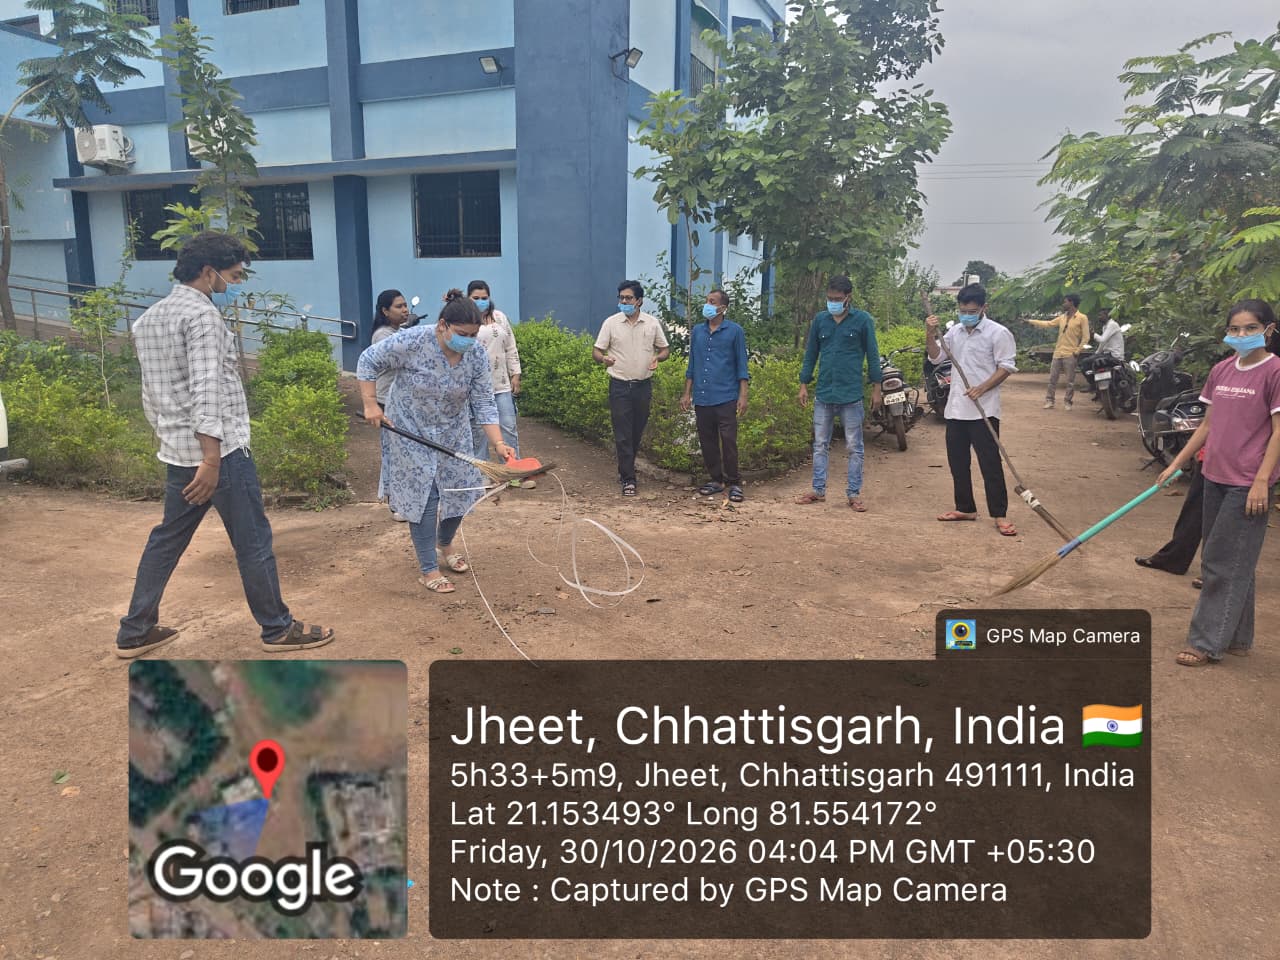 GPS Map Camera
Jheet, Chhattisgarh, India
5h33+5m9, Jheet, Chhattisgarh 491111, India
Lat 21.153493° Long 81.554172°
Friday, 30/10/2026 04:04 PM GMT +05:30
Note : Captured by GPS Map Camera
Google